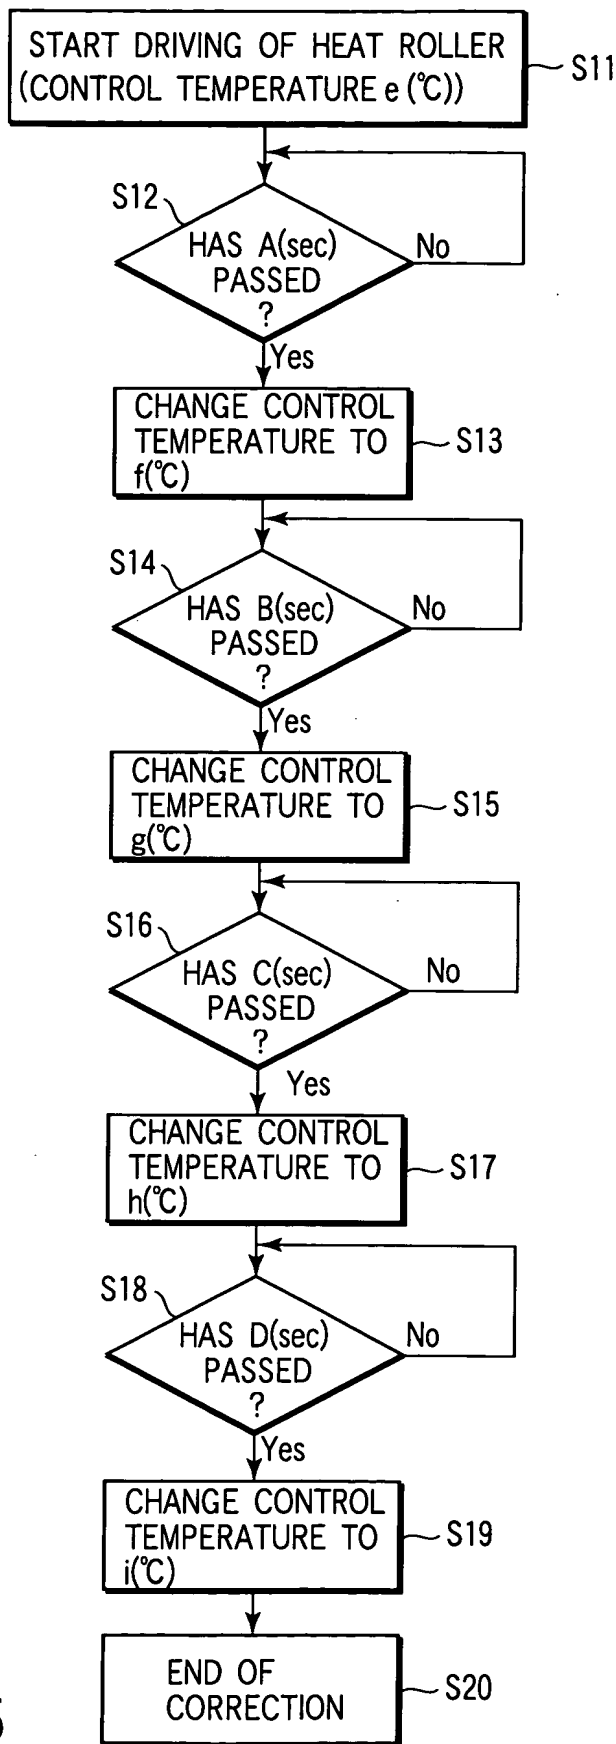 START DRIVING OF HEAT ROLLER
(CONTROL TEMPERATURE e (°C))
S11
S12
HAS A(sec)
PASSED
?
No
Yes
CHANGE CONTROL
TEMPERATURE TO
f(°C)
S13
S14
HAS B(sec)
PASSED
?
No
Yes
CHANGE CONTROL
TEMPERATURE TO
g(°C)
S15
S16
HAS C(sec)
PASSED
?
No
Yes
CHANGE CONTROL
TEMPERATURE TO
h(°C)
S17
S18
HAS D(sec)
PASSED
?
No
Yes
CHANGE CONTROL
TEMPERATURE TO
i(°C)
S19
END OF
CORRECTION
S20